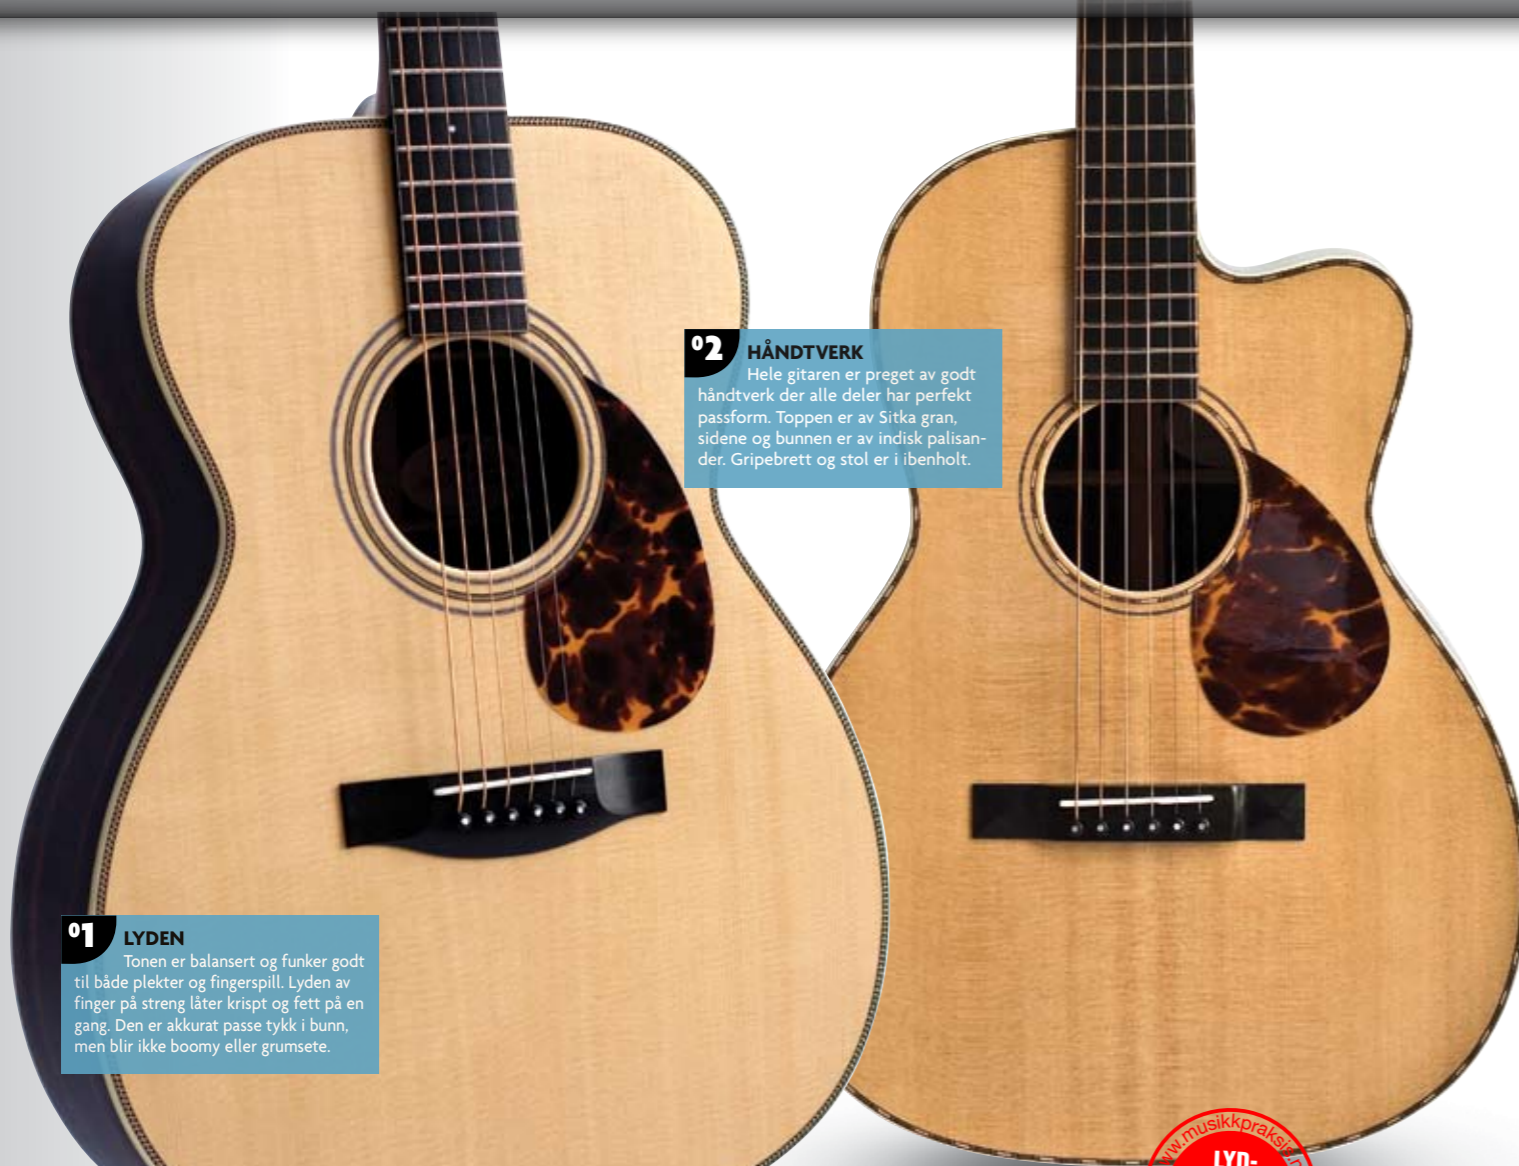 02
HÅNDTVERK
Hele gitaren er preget av godt
håndtverk der alle deler har perfekt
passform. Toppen er av Sitka gran,
sidene og bunnen er av indisk palisan-
der. Gripebrett og stol er i ibenholt.
01
LYDEN
Tonen er balansert og funker godt
til både plekter og fingerspill. Lyden av
finger på streng låter krispt og fett på en
gang. Den er akkurat passe tykk i bunn,
men blir ikke boomy eller grumsete.
LYD-